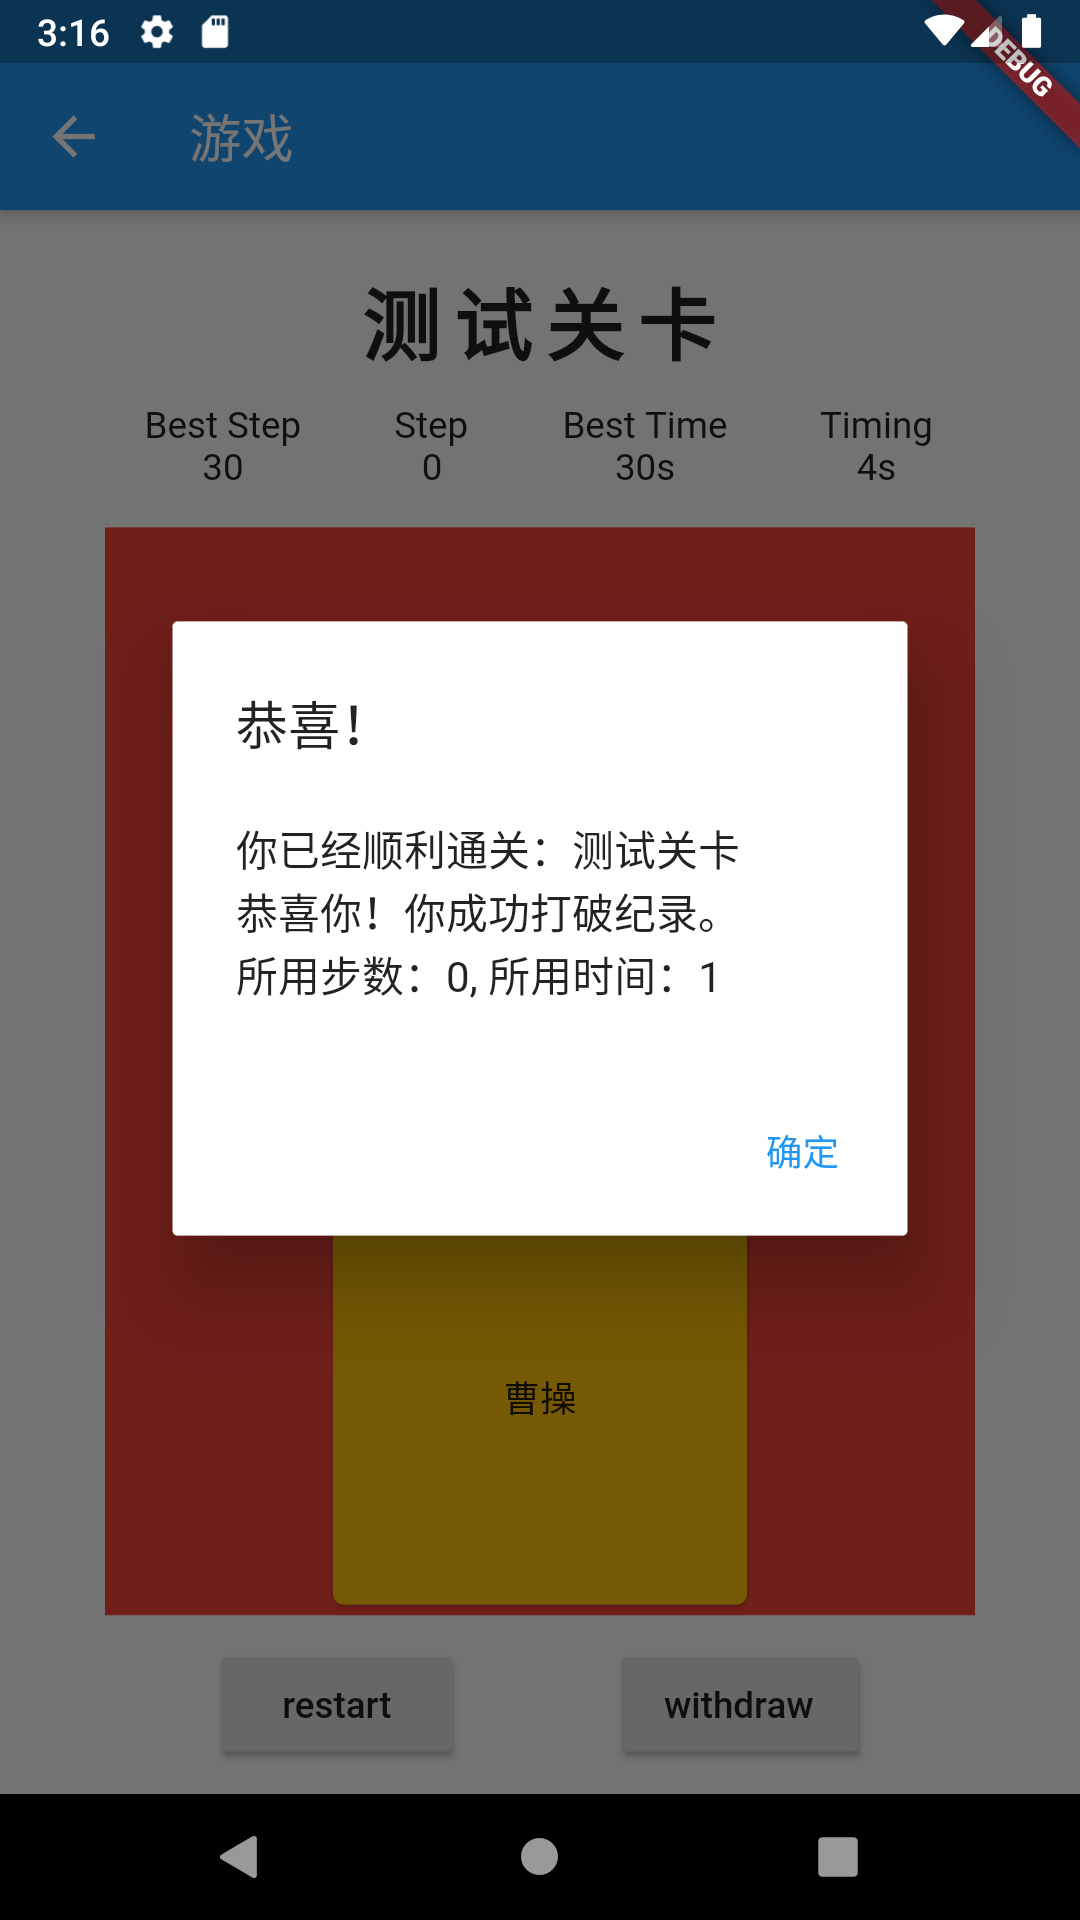 3:16
DEBUG
游戏
测试关卡
Best Step Step Best Time Timing
30 0 30s 4s
恭喜！
你已经顺利通关：测试关卡
恭喜你！你成功打破纪录。
所用步数：0, 所用时间：1
确定
曹操
restart withdraw